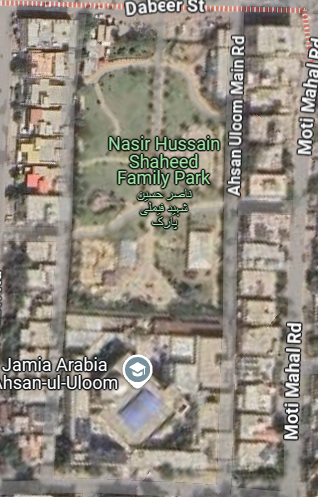 Dabeer St
Ahsan Uloom Main Rd
Moti Mahal Rd
Nasir Hussain
Shaheed
Family Park
ناصر حسین
شہید فیملی
پارک
Jamia Arabia
Ahsan-ul-Uloom
Moti Mahal Rd